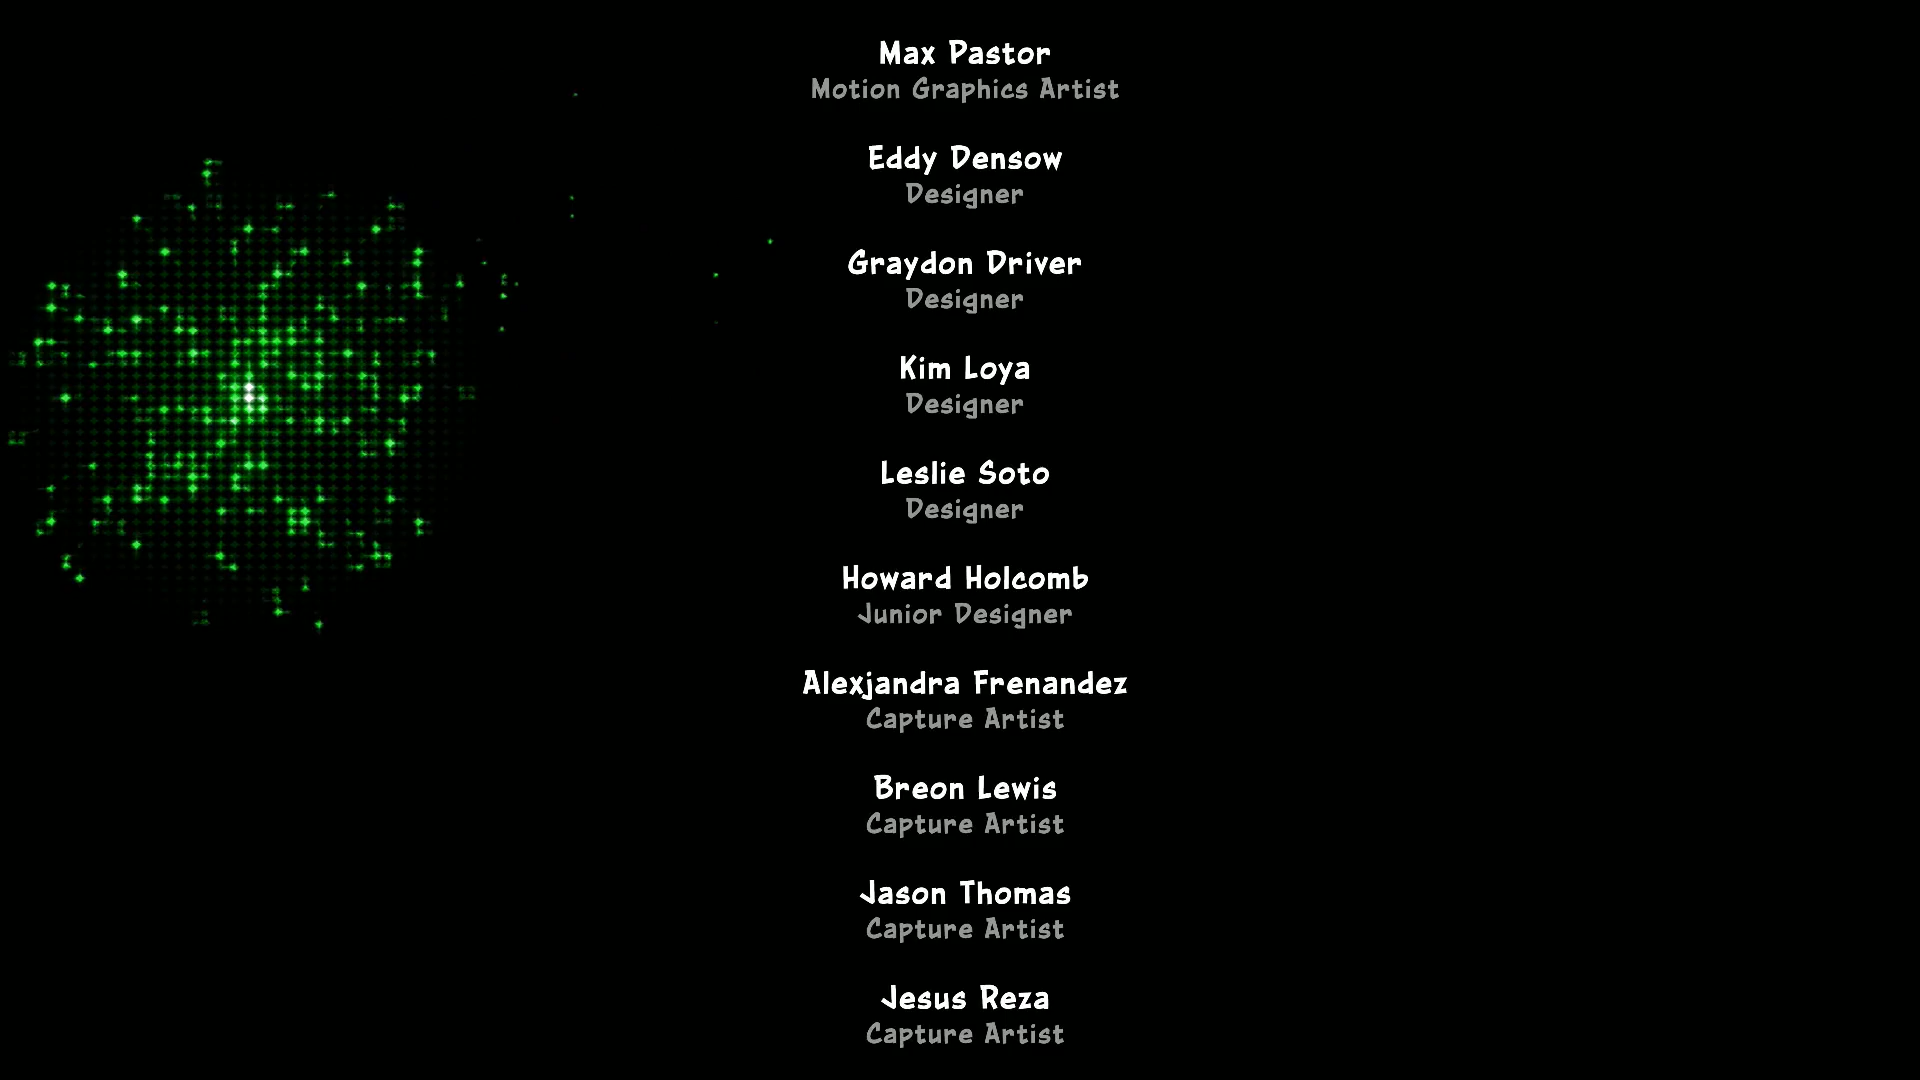 Max Pastor
Motion Graphics Artist
Eddy Densow
Designer
Graydon Driver
Designer
Kim Loya
Designer
Leslie Soto
Designer
Howard Holcomb
Junior Designer
Alexjandra Frenandez
Capture Artist
Breon Lewis
Capture Artist
Jason Thomas
Capture Artist
Jesus Reza
Capture Artist